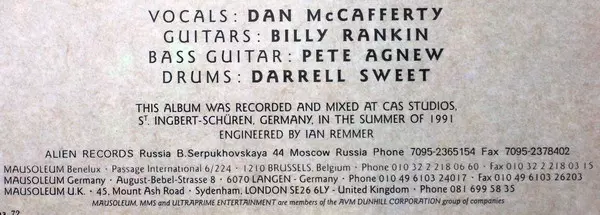 VOCALS: DAN McCAFFERTY
GUITARS: BILLY RANKIN
BASS GUITAR: PETE AGNEW
DRUMS: DARRELL SWEET
THIS ALBUM WAS RECORDED AND MIXED AT CAS STUDIOS,
ST. INGBERT-SCHÜREN, GERMANY, IN THE SUMMER OF 1991
ENGINEERED BY IAN REMMER
ALIEN RECORDS Russia B.Serpukhovskaya 44 Moscow Russia Phone 7095-2365154 Fax 7095-2378402
MAUSOLEUM Benelux • Passage International 6/224 • 1210 BRUSSELS, Belgium • Phone 010 32 2 218 06 60 • Fax 010 32 2 218 03 15
MAUSOLEUM Germany • August-Bebel-Strasse 8 • 6070 LANGEN - Germany • Phone 010 49 6103 24017 • Fax 010 49 6103 26203
MAUSOLEUM U.K. • 45, Mount Ash Road • Sydenham, LONDON SE26 6LY - United Kingdom • Phone 081 699 58 35
MAUSOLEUM, MMS and ULTRAPRIME ENTERTAINMENT are members of the AVM DUNHILL CORPORATION group of companies
72